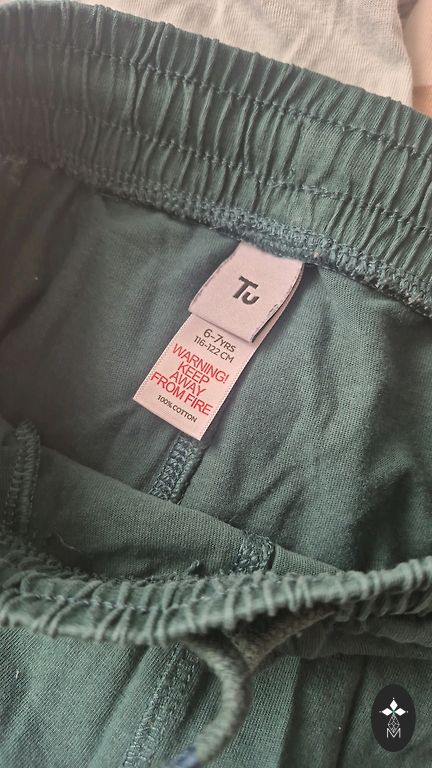 Tu
6-7YRS
116-122 CM
WARNING!
KEEP
AWAY
FROM FIRE
100% COTTON
M